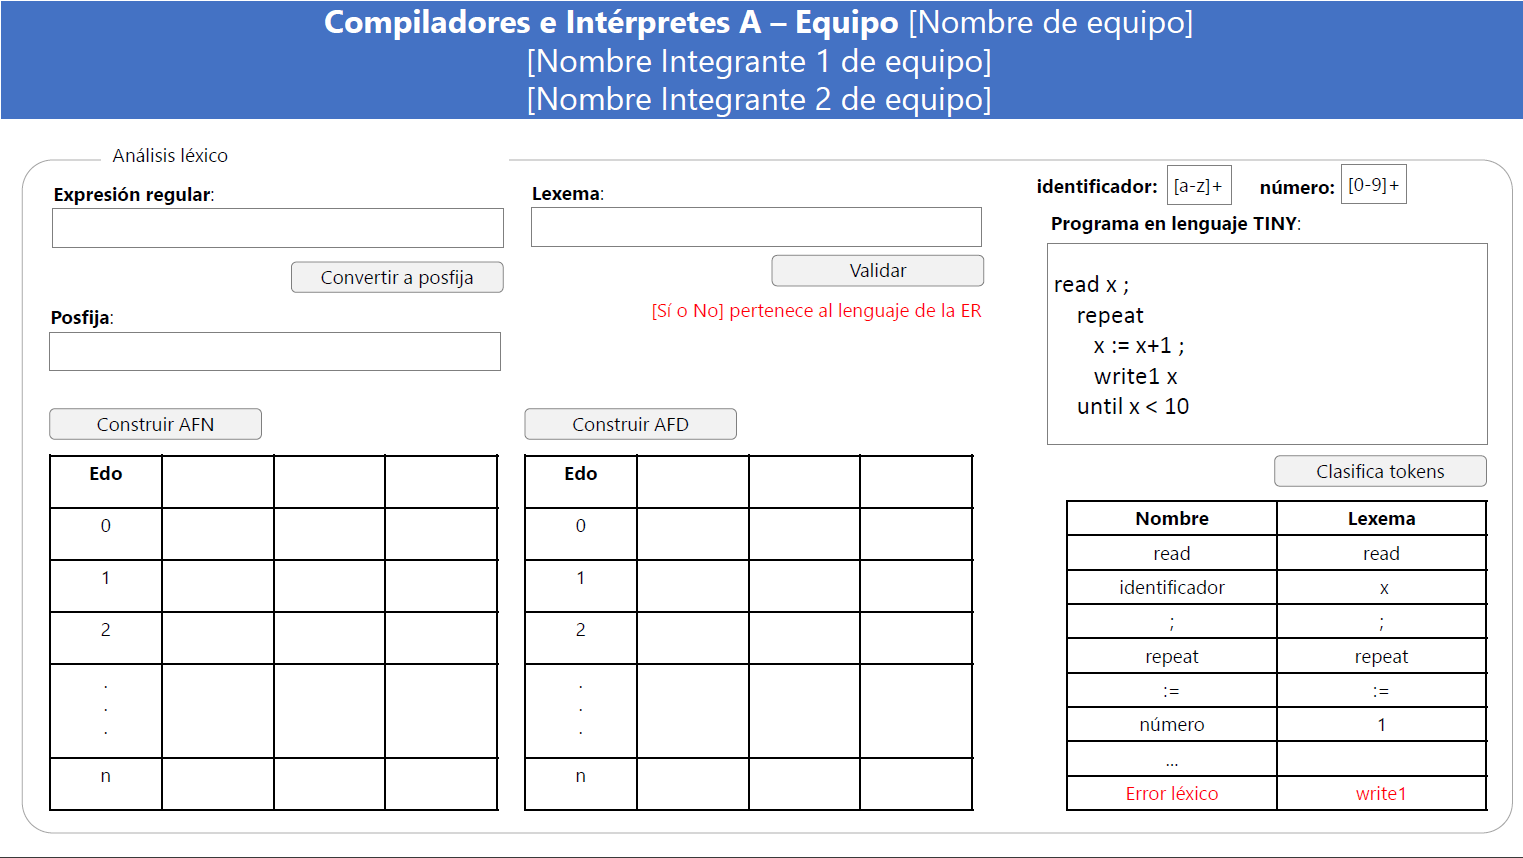 Compiladores e Intérpretes A – Equipo [Nombre de equipo]
[Nombre Integrante 1 de equipo]
[Nombre Integrante 2 de equipo]
Análisis léxico
Expresión regular:
Convertir a posfija
Posfija:
Lexema:
Validar
[Sí o No] pertenece al lenguaje de la ER
Construir AFN
Edo
0
1
2
.
.
.
n
Construir AFD
Edo
0
1
2
.
.
.
n
identificador: [a-z]+ número: [0-9]+
Programa en lenguaje TINY:
read x ;
repeat
x := x+1 ;
write1 x
until x < 10
Clasifica tokens
Nombre Lexema
read read
identificador x
; ;
repeat repeat
:= :=
número 1
...
Error léxico write1